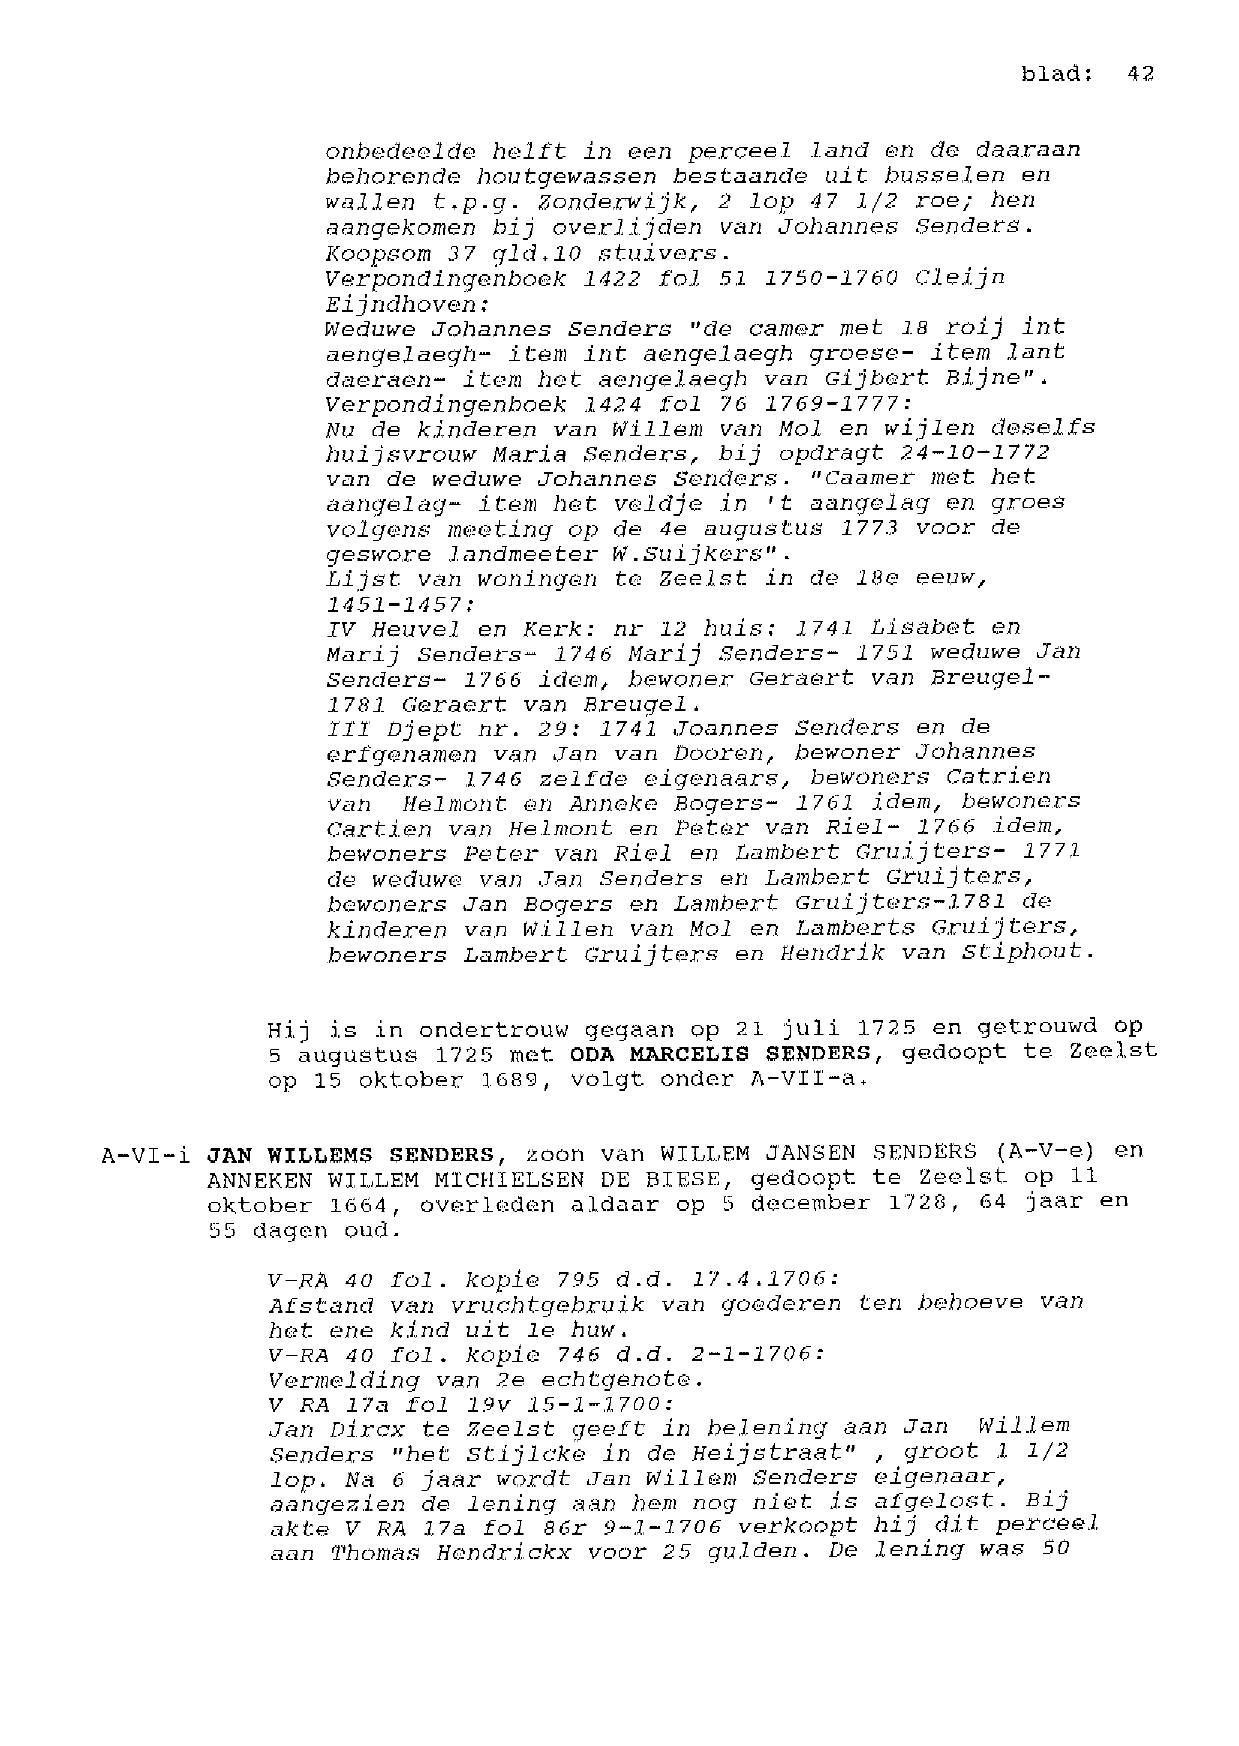 blad: 42
onbedeelde helft in een perceel land en de daaraan
behorende houtgewassen bestaande uit busselen en
wallen t.p.g. Zonderwijk, 2 lop 47 1/2 roe; hen
aangekomen bij overlijden van Johannes Senders.
Koopsom 37 gld.10 stuivers.
Verpondingenboek 1422 fol 51 1750-1760 Cleijn
Eijndhoven:
Weduwe Johannes Senders "de camer met 18 roij int
aengelaegh- item int aengelaegh groese- item lant
daeraen- item het aengelaegh van Gijbert Bijne".
Verpondingenboek 1424 fol 76 1769-1777:
Nu de kinderen van Willem van Mol en wijlen deselfs
huijsvrouw Maria Senders, bij opdragt 24-10-1772
van de weduwe Johannes Senders. "Caamer met het
aangelag- item het veldje in 't aangelag en groes
volgens meeting op de 4e augustus 1773 voor de
geswore landmeeter W.Suijkers".
Lijst van woningen te Zeelst in de 18e eeuw,
1451-1457:
IV Heuvel en Kerk: nr 12 huis: 1741 Lisabet en
Marij Senders- 1746 Marij Senders- 1751 weduwe Jan
Senders- 1766 idem, bewoner Geraert van Breugel-
1781 Geraert van Breugel.
III Djept nr. 29: 1741 Joannes Senders en de
erfgenamen van Jan van Dooren, bewoner Johannes
Senders- 1746 zelfde eigenaars, bewoners Catrien
van Helmont en Anneke Bogers- 1761 idem, bewoners
Cartien van Helmont en Peter van Riel- 1766 idem,
bewoners Peter van Riel en Lambert Gruijters- 1771
de weduwe van Jan Senders en Lambert Gruijters,
bewoners Jan Bogers en Lambert Gruijters-1781 de
kinderen van Willen van Mol en Lamberts Gruijters,
bewoners Lambert Gruijters en Hendrik van Stiphout.
Hij is in ondertrouw gegaan op 21 juli 1725 en getrouwd op
5 augustus 1725 met ODA MARCELIS SENDERS, gedoopt te Zeelst
op 15 oktober 1689, volgt onder A-VII-a.
A-VI-i JAN WILLEMS SENDERS, zoon van WILLEM JANSEN SENDERS (A-V-e) en
ANNEKEN WILLEM MICHIELSEN DE BIESE, gedoopt te Zeelst op 11
oktober 1664, overleden aldaar op 5 december 1728, 64 jaar en
55 dagen oud.
V-RA 40 fol. kopie 795 d.d. 17.4.1706:
Afstand van vruchtgebruik van goederen ten behoeve van
het ene kind uit 1e huw.
V-RA 40 fol. kopie 746 d.d. 2-1-1706:
Vermelding van 2e echtgenote.
V RA 17a fol 19v 15-1-1700:
Jan Dircx te Zeelst geeft in belening aan Jan Willem
Senders "het Stijlcke in de Heijstraat" , groot 1 1/2
lop. Na 6 jaar wordt Jan Willem Senders eigenaar,
aangezien de lening aan hem nog niet is afgelost. Bij
akte V RA 17a fol 86r 9-1-1706 verkoopt hij dit perceel
aan Thomas Hendrickx voor 25 gulden. De lening was 50